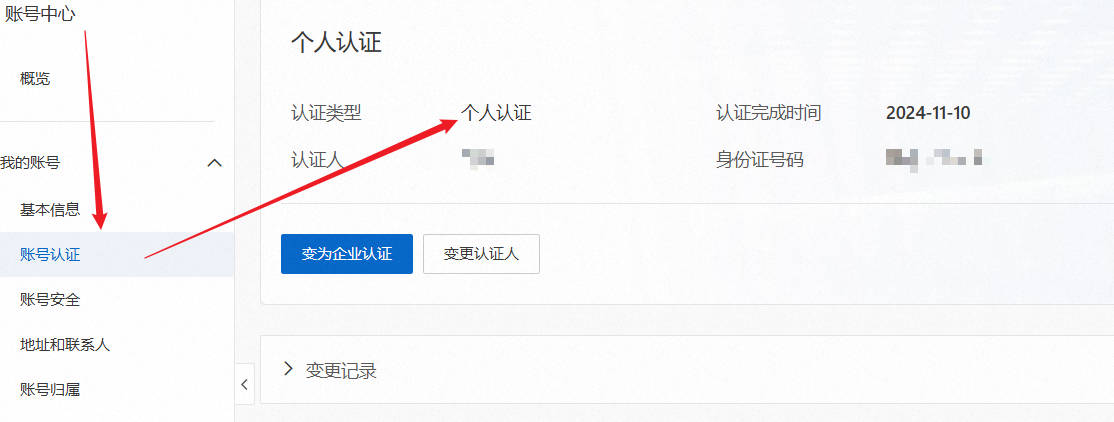 账号中心
概览
我的账号
基本信息
账号认证
账号安全
地址和联系人
账号归属
个人认证
认证类型 个人认证 认证完成时间 2024-11-10
认证人 身份证号码
变为企业认证 变更认证人
变更记录